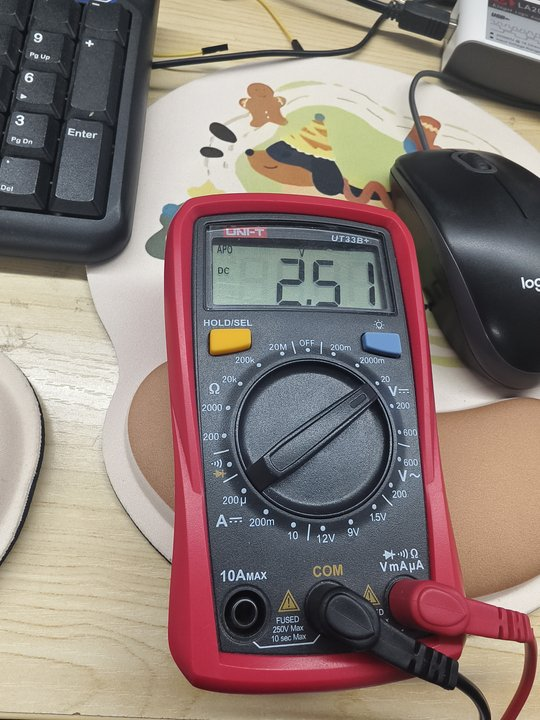 9
Pg Up
+
6
3
Pg Dn
Enter
Del
UNI-T
UT33B+
APO
V
DC
2.51
HOLD/SEL
OFF
20M
200m
200k
2000m
20k
20
Ω
V⎓
2000
200
200
600
600
V~
200μ
200
A⎓
200m
1.5V
10
12V
9V
10AMAX
COM
Ω
VmAμA
FUSED
250V Max
10 sec Max
logi